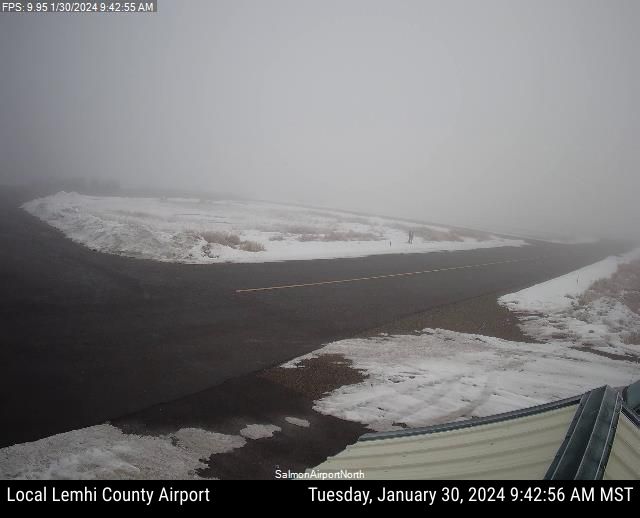 FPS: 9.95 1/30/2024 9:42:55 AM
SalmonAirportNorth
Local Lemhi County Airport Tuesday, January 30, 2024 9:42:56 AM MST